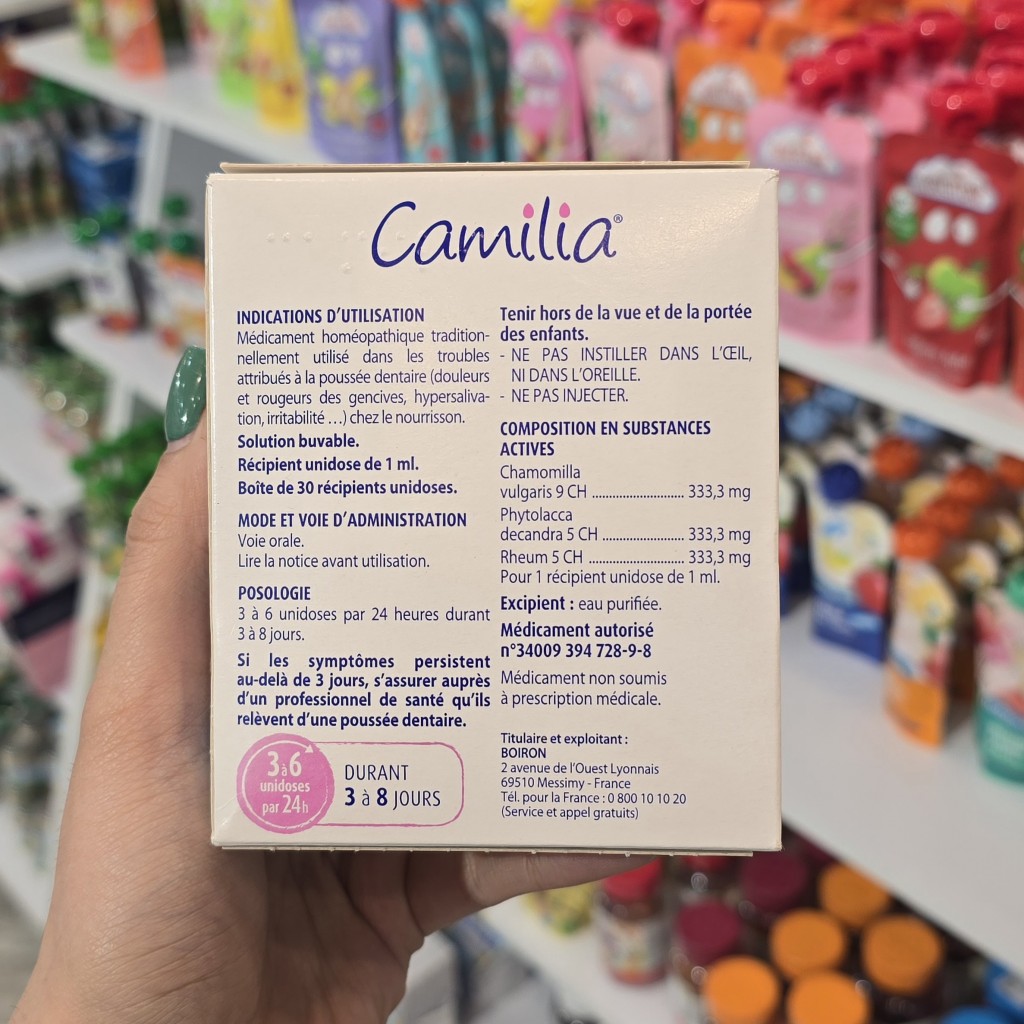 Camilia®
INDICATIONS D'UTILISATION
Médicament homéopathique tradition-
nellement utilisé dans les troubles
attribués à la poussée dentaire (douleurs
et rougeurs des gencives, hypersaliva-
tion, irritabilité ...) chez le nourrisson.
Solution buvable.
Récipient unidose de 1 ml.
Boîte de 30 récipients unidoses.
MODE ET VOIE D'ADMINISTRATION
Voie orale.
Lire la notice avant utilisation.
POSOLOGIE
3 à 6 unidoses par 24 heures durant
3 à 8 jours.
Si les symptômes persistent
au-delà de 3 jours, s'assurer auprès
d'un professionnel de santé qu'ils
relèvent d'une poussée dentaire.
3 à 6
unidoses
par 24h
DURANT
3 à 8 JOURS
Tenir hors de la vue et de la portée
des enfants.
- NE PAS INSTILLER DANS L'ŒIL,
NI DANS L'OREILLE.
- NE PAS INJECTER.
COMPOSITION EN SUBSTANCES
ACTIVES
Chamomilla
vulgaris 9 CH ............................ 333,3 mg
Phytolacca
decandra 5 CH ......................... 333,3 mg
Rheum 5 CH ............................. 333,3 mg
Pour 1 récipient unidose de 1 ml.
Excipient : eau purifiée.
Médicament autorisé
n°34009 394 728-9-8
Médicament non soumis
à prescription médicale.
Titulaire et exploitant :
BOIRON
2 avenue de l'Ouest Lyonnais
69510 Messimy - France
Tél. pour la France : 0 800 10 10 20
(Service et appel gratuits)